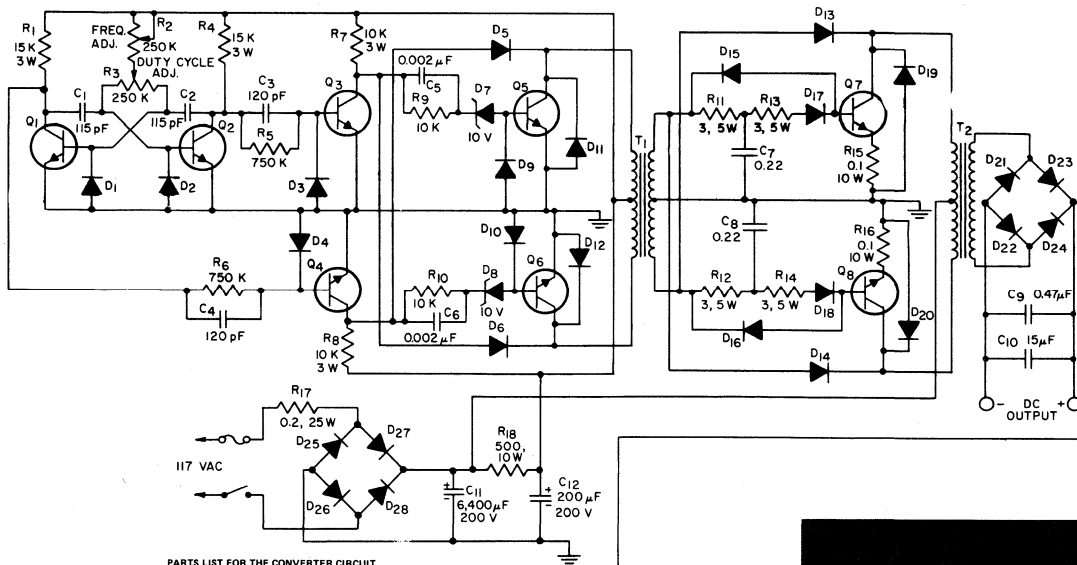 R1
15 K
3 W
FREQ.
ADJ.
R2
250 K
DUTY CYCLE
ADJ.
R3
250 K
R4
15 K
3 W
C1
115 pF
C2
115 pF
C3
120 pF
R5
750 K
Q1
Q2
D1
D2
D3
Q3
R7
10 K
3 W
D5
0.002 µF
C5
R9
10 K
D7
10 V
Q5
D9
D11
T1
D4
R6
750 K
C4
120 pF
Q4
R8
10 K
3 W
D10
R10
10 K
C6
0.002 µF
D8
10 V
D6
Q6
D12
D13
D15
R11
3, 5W
R13
3, 5W
D17
Q7
D19
C7
0.22
R15
0.1
10 W
C8
0.22
R16
0.1
10 W
R12
3, 5W
R14
3, 5W
D18
Q8
D16
D20
D14
T2
D21
D23
D22
D24
C9 0.47µF
C10 15µF
- DC +
OUTPUT
R17
0.2, 25W
117 VAC
D25
D27
D26
D28
R18
500,
10W
C11
6,400µF
200 V
C12
200 µF
200 V
PARTS LIST FOR THE CONVERTER CIRCUIT